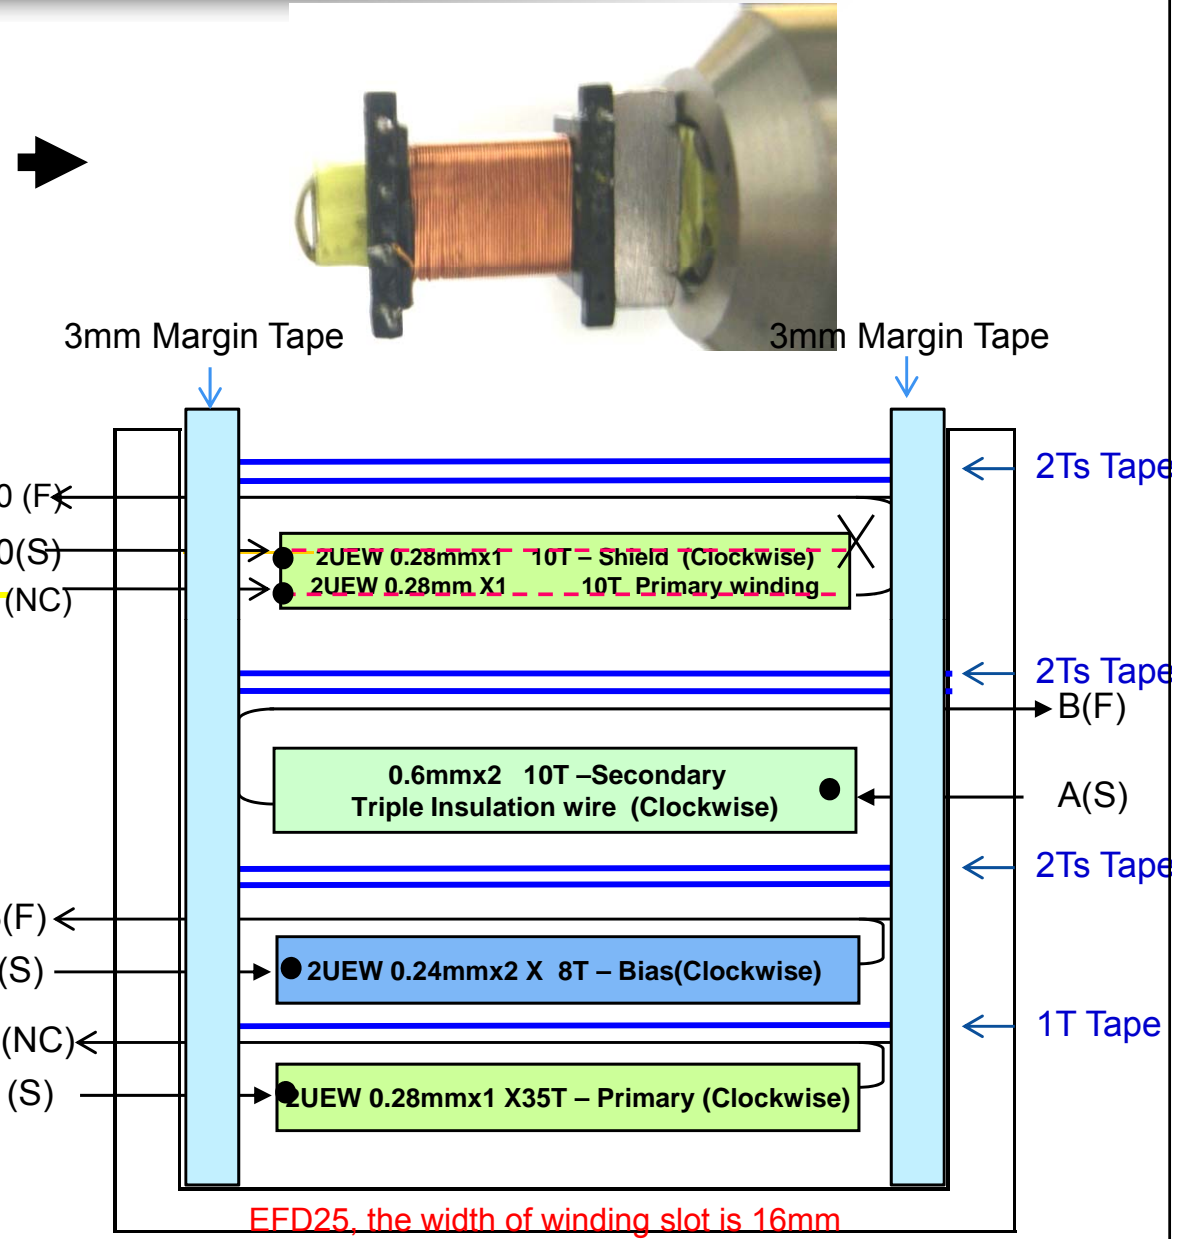 3mm Margin Tape 3mm Margin Tape
2Ts Tape
0 (F)
0(S)
2UEW 0.28mmx1 10T – Shield (Clockwise)
2UEW 0.28mm X1 10T Primary winding
(NC)
2Ts Tape
B(F)
0.6mmx2 10T –Secondary
Triple Insulation wire (Clockwise)
A(S)
2Ts Tape
(F)
(S)
2UEW 0.24mmx2 X 8T – Bias(Clockwise)
1T Tape
(NC)
(S)
2UEW 0.28mmx1 X35T – Primary (Clockwise)
EFD25, the width of winding slot is 16mm